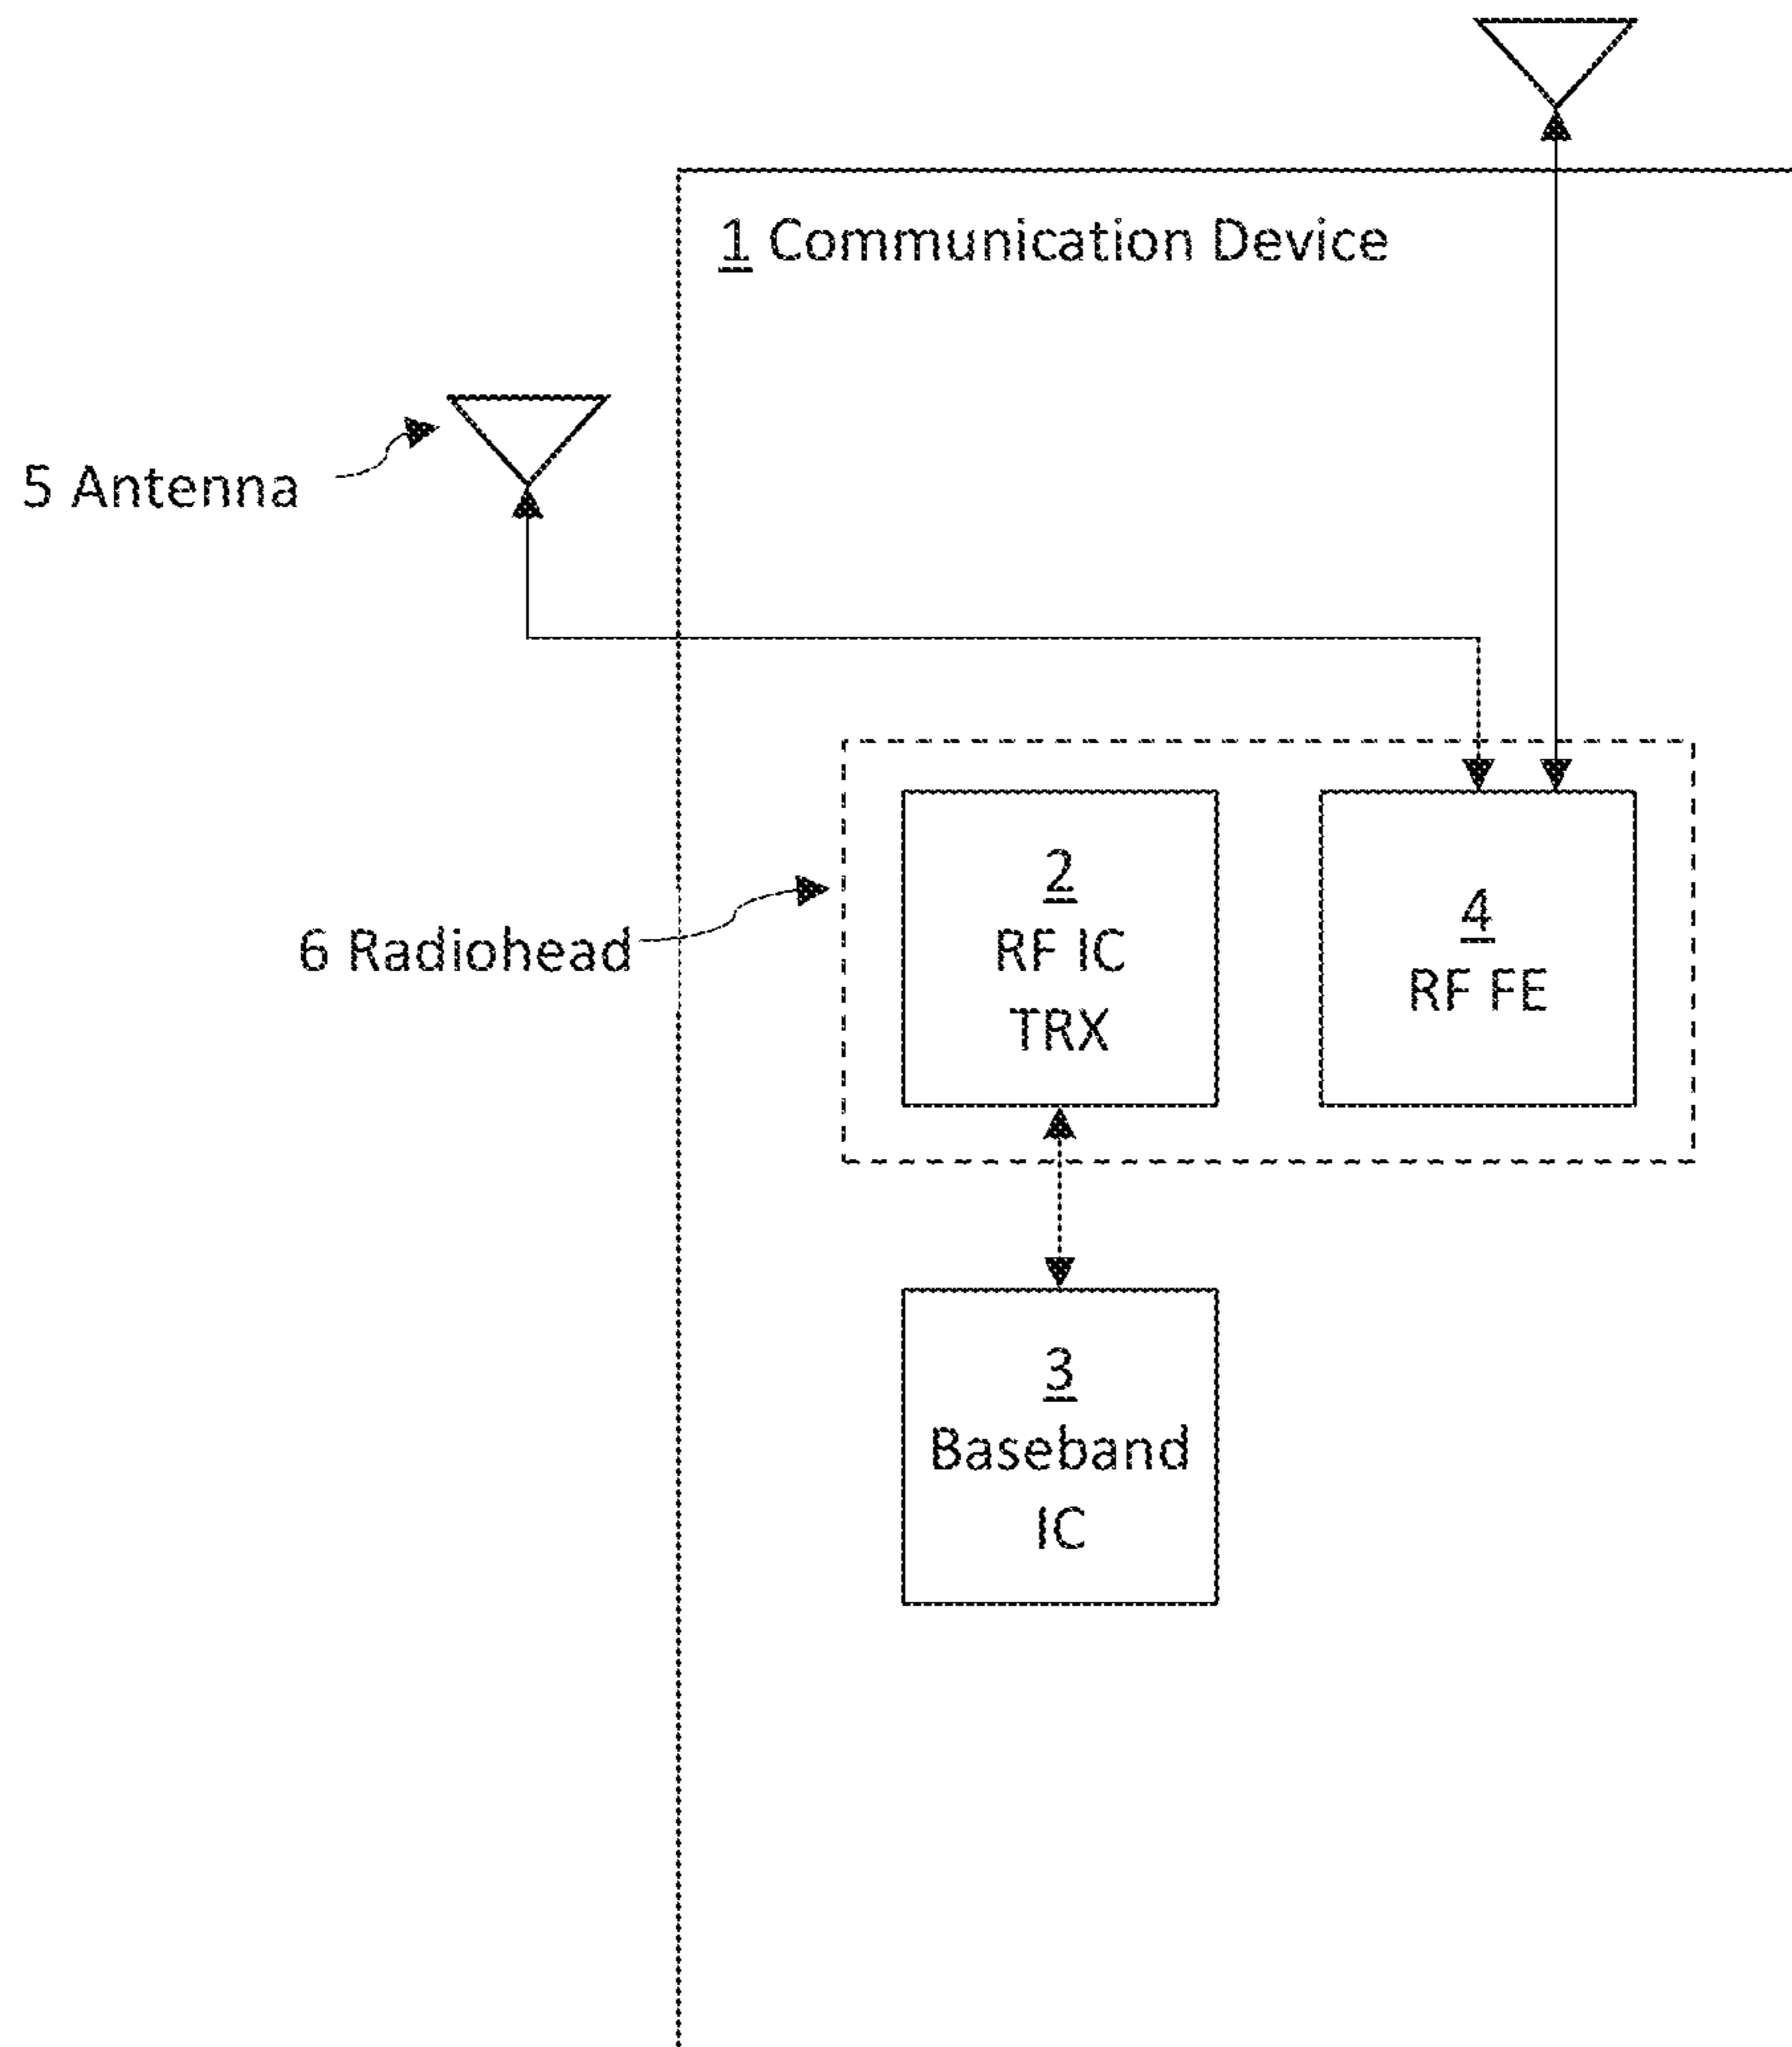 1 Communication Device
5 Antenna
6 Radiohead
2
RF IC
TRX
4
RF FE
3
Baseband
IC